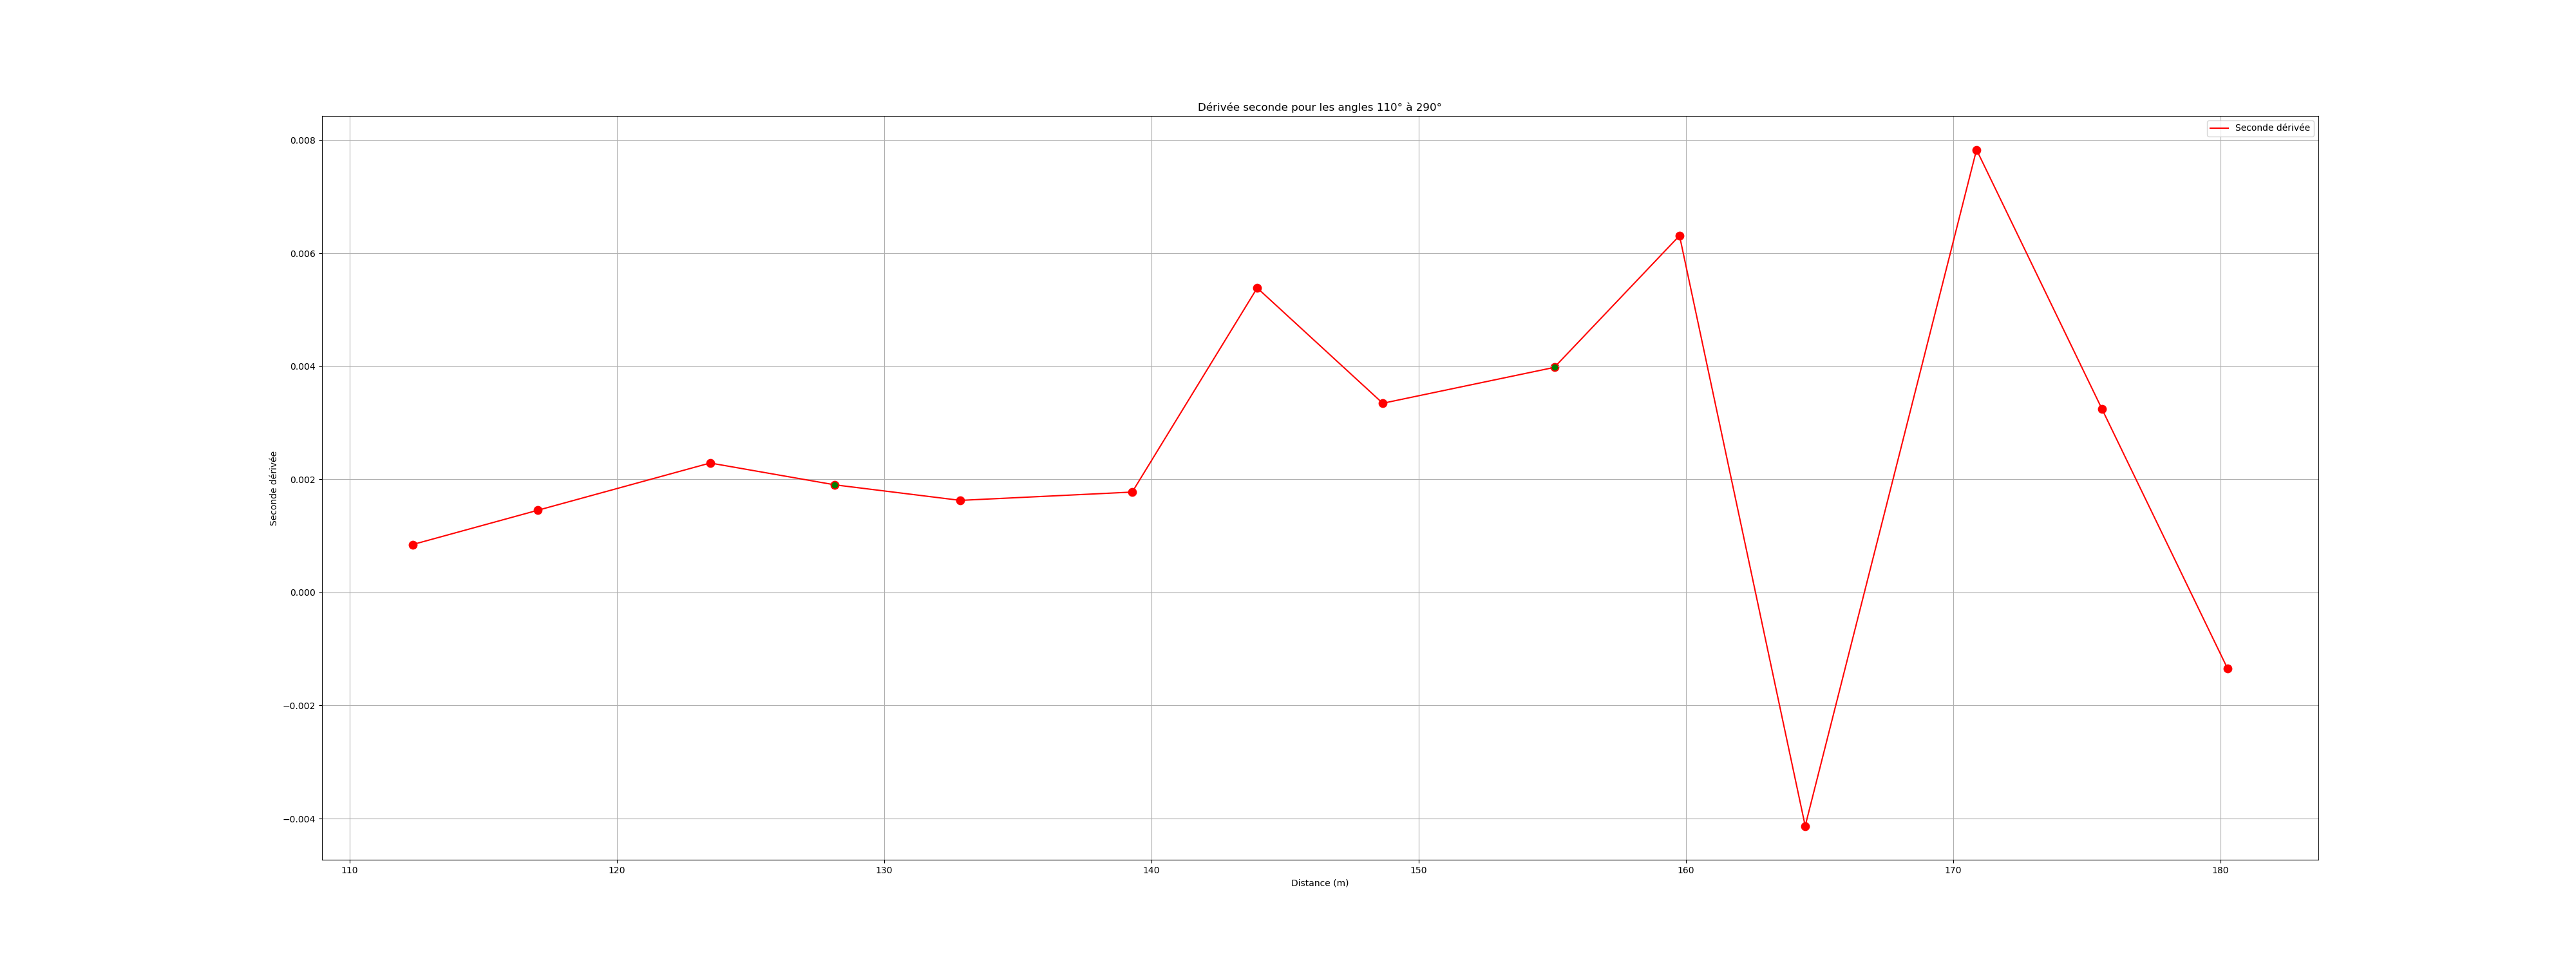 Dérivée seconde pour les angles 110° à 290°
Seconde dérivée
0.008
0.006
0.004
0.002
0.000
−0.002
−0.004
Seconde dérivée
110 120 130 140 150 160 170 180
Distance (m)